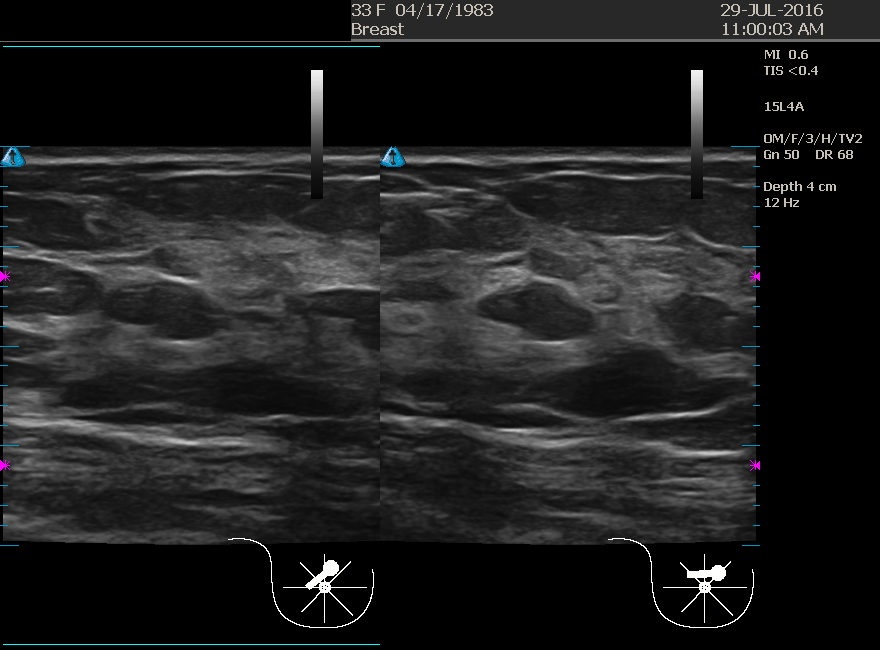 33 F 04/17/1983
29-JUL-2016
Breast
11:00:03 AM
MI 0.6
TIS <0.4
15L4A
OM/F/3/H/TV2
Gn 50 DR 68
Depth 4 cm
12 Hz